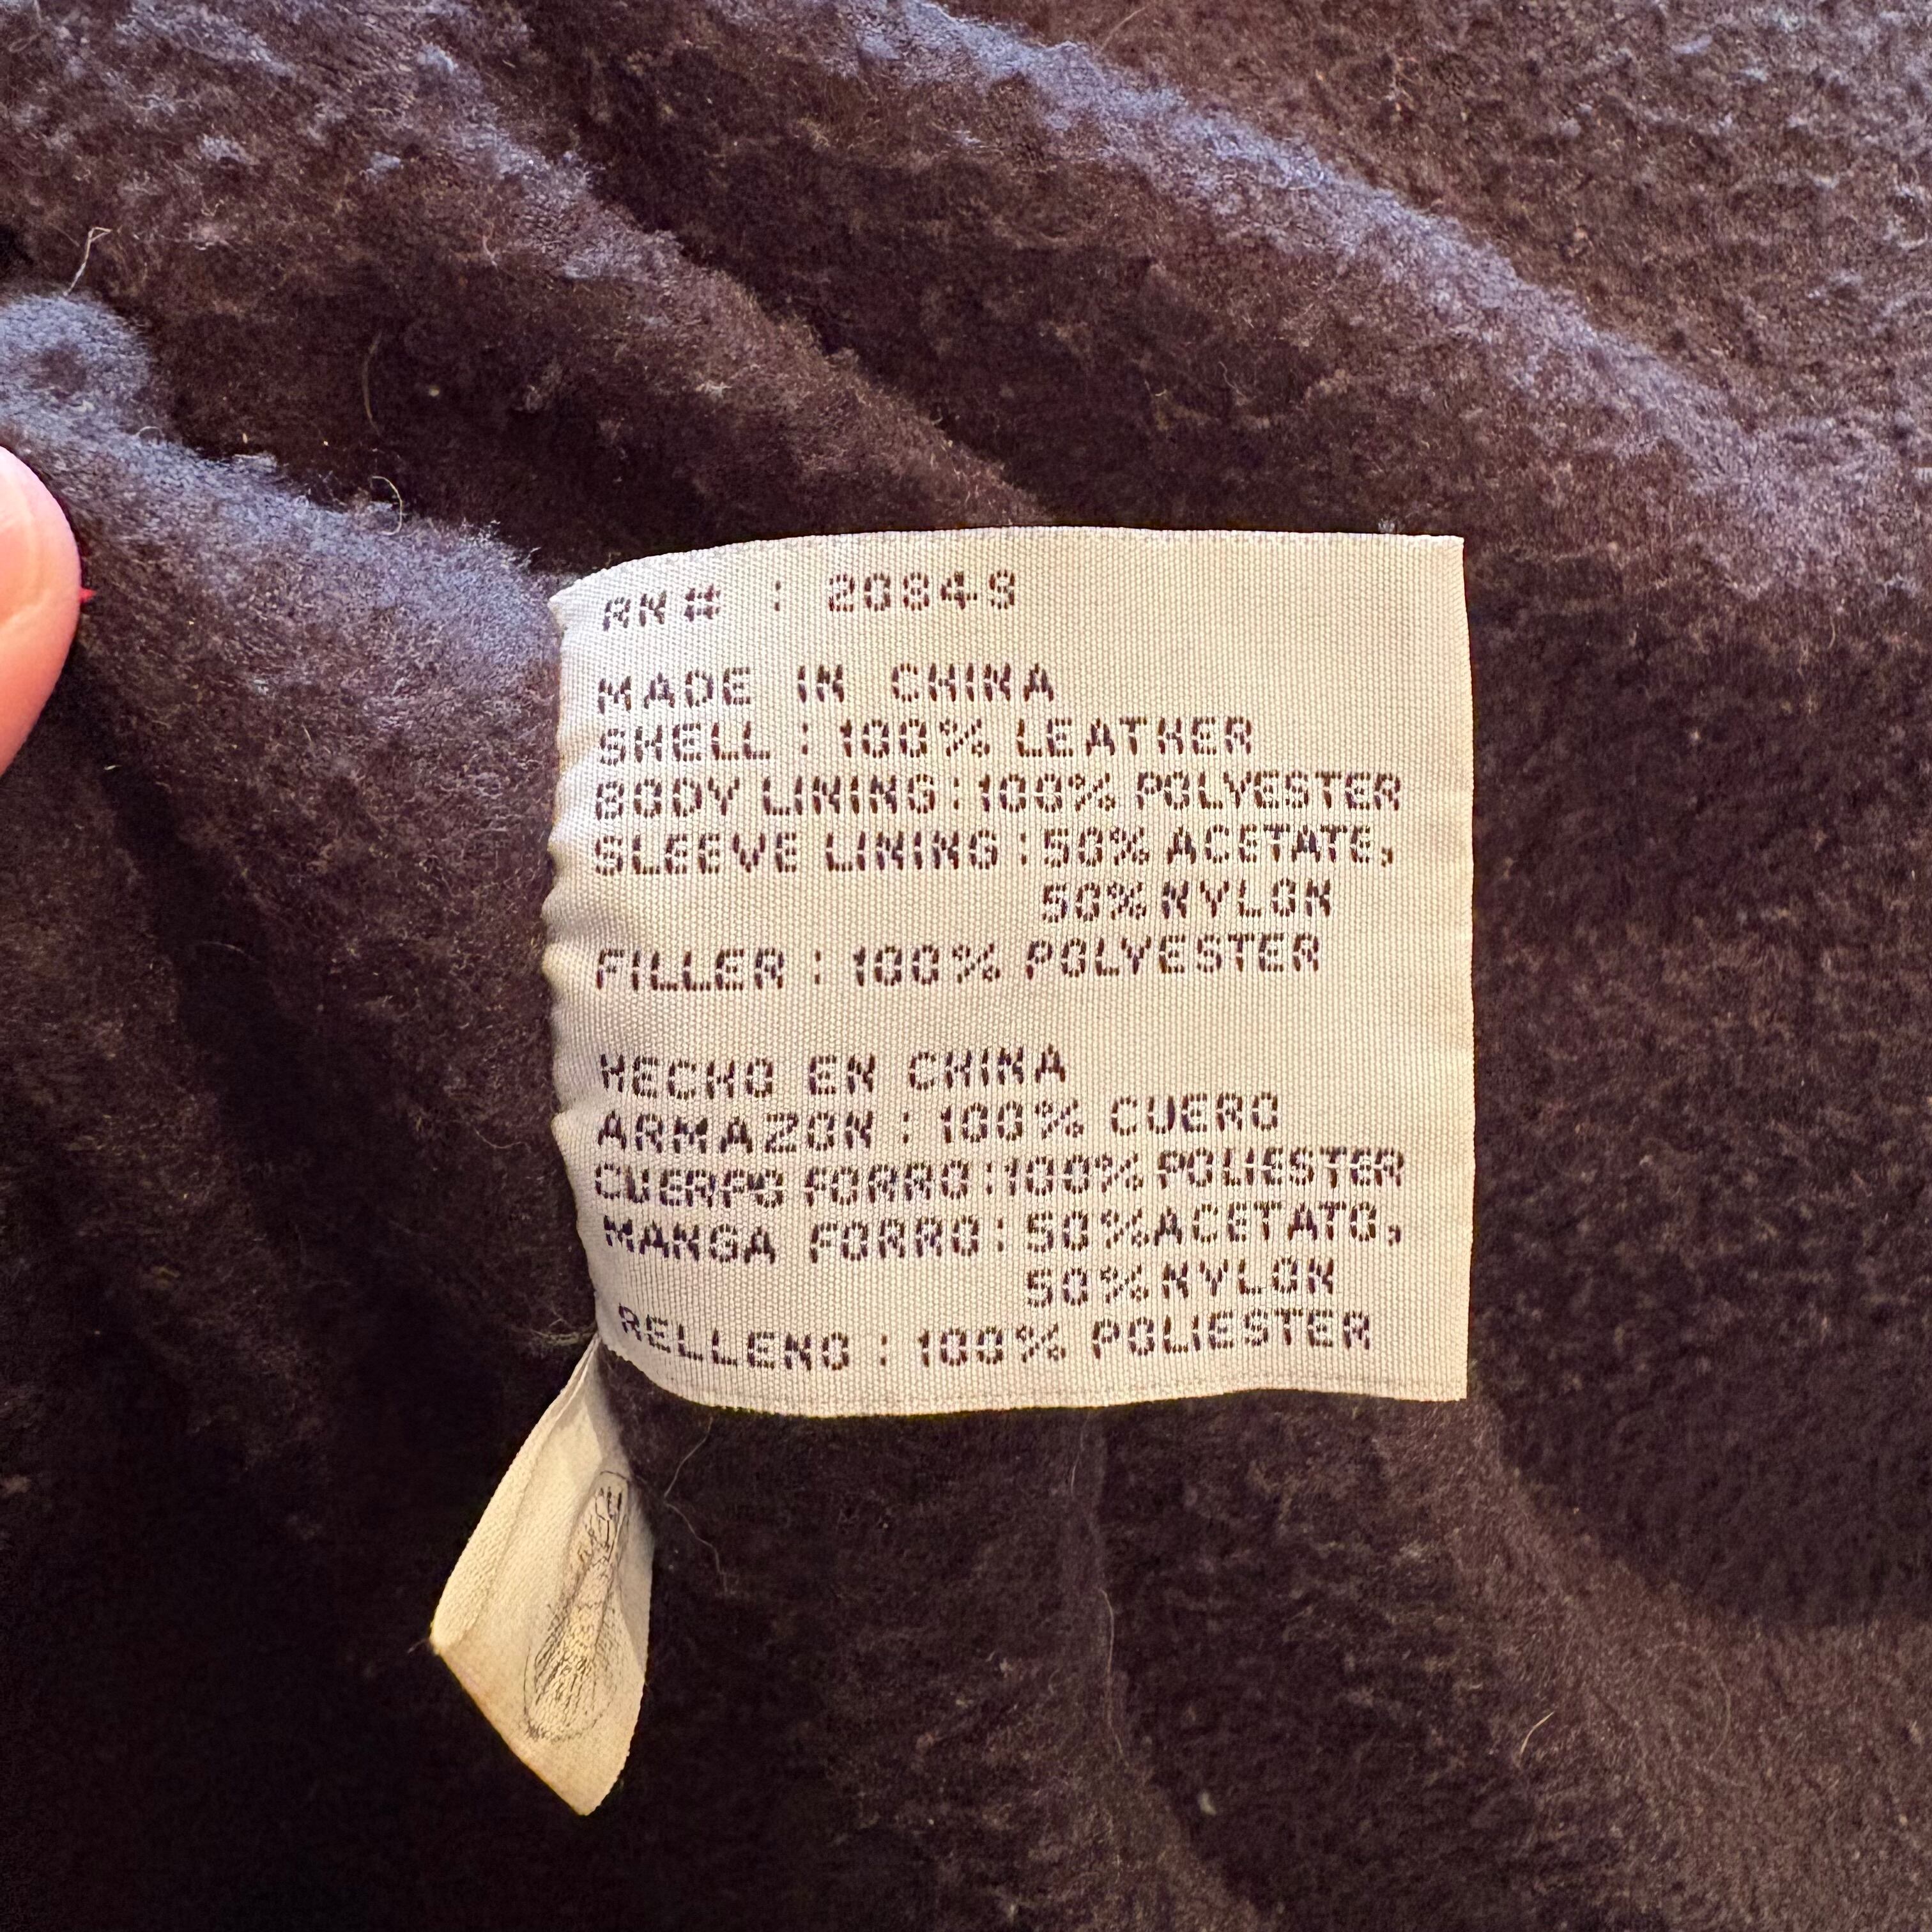 RN# : 20849
MADE IN CHINA
SHELL : 100% LEATHER
BODY LINING : 100% POLYESTER
SLEEVE LINING : 50% ACETATE,
50% NYLON
FILLER : 100% POLYESTER
HECHO EN CHINA
ARMAZON : 100% CUERO
CUERPO FORRO : 100% POLIESTER
MANGA FORRO : 50% ACETATO,
50% NYLON
RELLENO : 100% POLIESTER